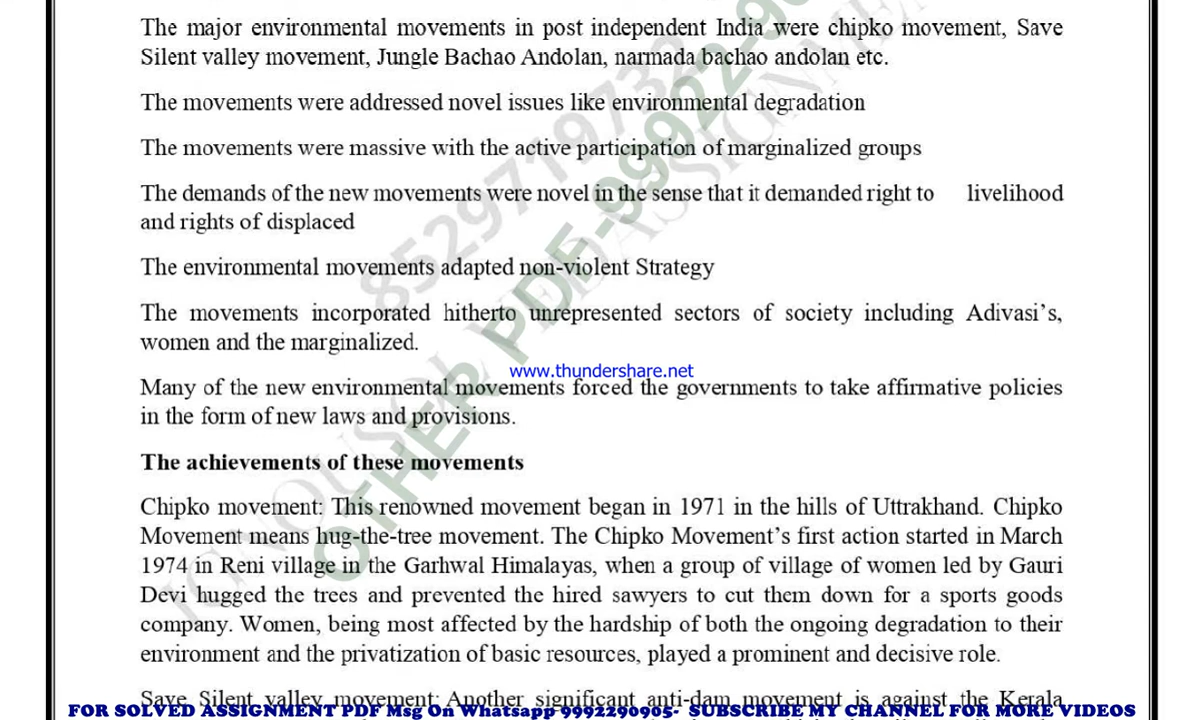 The major environmental movements in post independent India were chipko movement, Save
Silent valley movement, Jungle Bachao Andolan, narmada bachao andolan etc.
The movements were addressed novel issues like environmental degradation
The movements were massive with the active participation of marginalized groups
The demands of the new movements were novel in the sense that it demanded right to livelihood
and rights of displaced
The environmental movements adapted non-violent Strategy
The movements incorporated hitherto unrepresented sectors of society including Adivasi's,
women and the marginalized.
www.thundershare.net
Many of the new environmental movements forced the governments to take affirmative policies
in the form of new laws and provisions.
The achievements of these movements
Chipko movement: This renowned movement began in 1971 in the hills of Uttrakhand. Chipko
Movement means hug-the-tree movement. The Chipko Movement's first action started in March
1974 in Reni village in the Garhwal Himalayas, when a group of village of women led by Gauri
Devi hugged the trees and prevented the hired sawyers to cut them down for a sports goods
company. Women, being most affected by the hardship of both the ongoing degradation to their
environment and the privatization of basic resources, played a prominent and decisive role.
Save Silent valley movement: Another significant anti-dam movement is against the Kerala
FOR SOLVED ASSIGNMENT PDF Msg On Whatsapp 9992290905- SUBSCRIBE MY CHANNEL FOR MORE VIDEOS
8529719732
OTHER PDF-99922-90